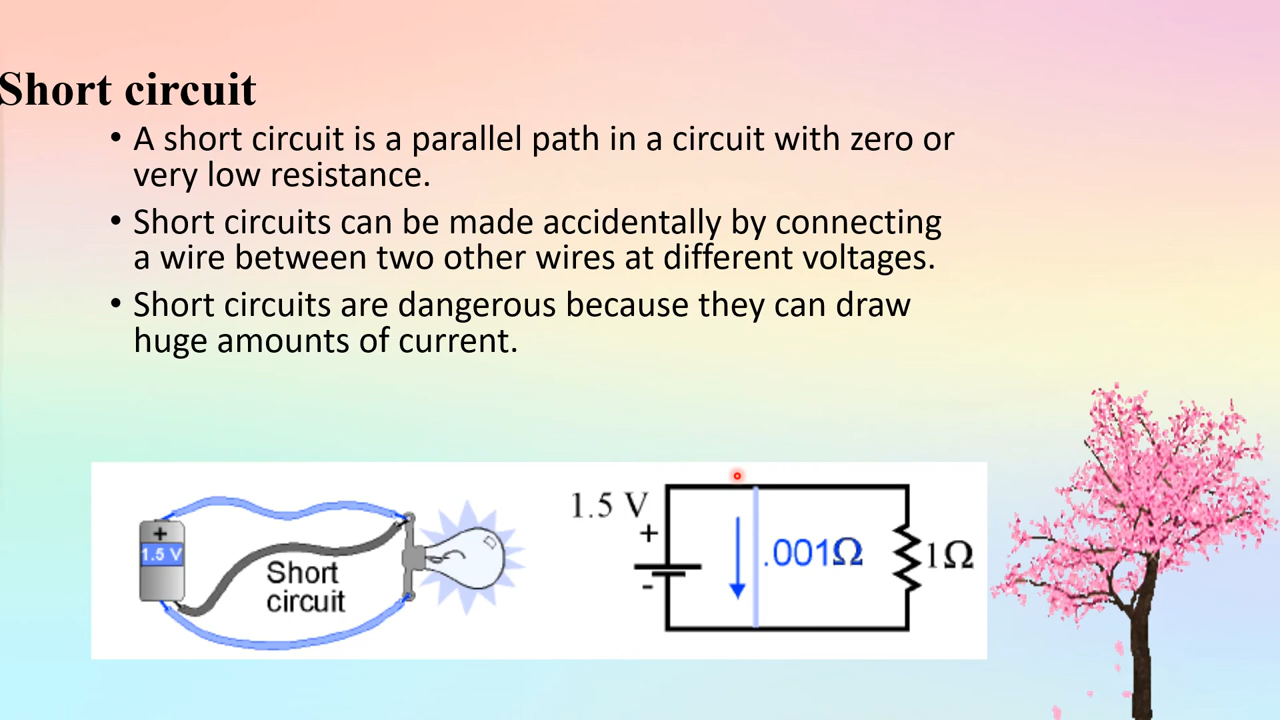 Short circuit
• A short circuit is a parallel path in a circuit with zero or
very low resistance.
• Short circuits can be made accidentally by connecting
a wire between two other wires at different voltages.
• Short circuits are dangerous because they can draw
huge amounts of current.
+
1.5 V
Short
circuit
1.5 V
+
-
.001Ω
1Ω